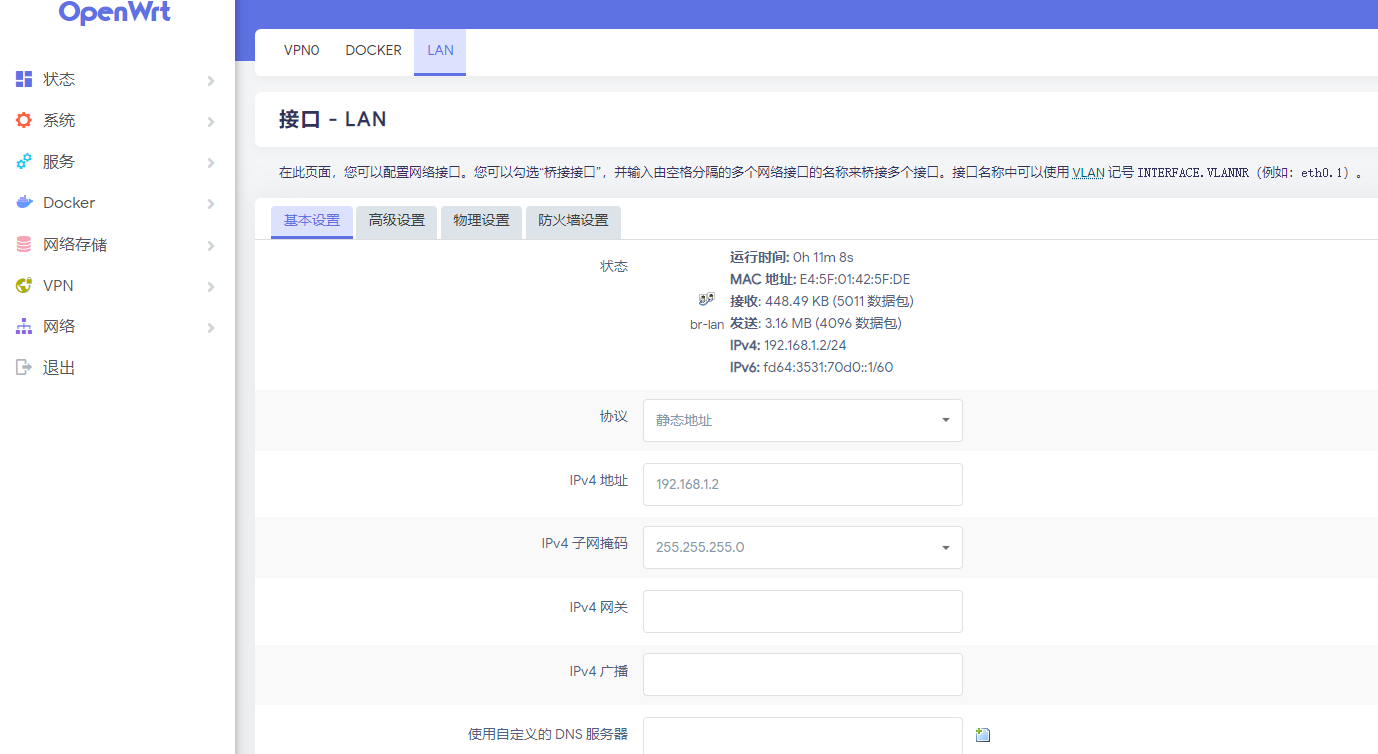 OpenWrt
状态
系统
服务
Docker
网络存储
VPN
网络
退出
VPN0 DOCKER LAN
接口 - LAN
在此页面，您可以配置网络接口。您可以勾选“桥接接口”，并输入由空格分隔的多个网络接口的名称来桥接多个接口。接口名称中可以使用 VLAN 记号 INTERFACE.VLANNR（例如：eth0.1）。
基本设置 高级设置 物理设置 防火墙设置
状态
br-lan
运行时间: 0h 11m 8s
MAC 地址: E4:5F:01:42:5F:DE
接收: 448.49 KB (5011 数据包)
发送: 3.16 MB (4096 数据包)
IPv4: 192.168.1.2/24
IPv6: fd64:3531:70d0::1/60
协议 静态地址
IPv4 地址 192.168.1.2
IPv4 子网掩码 255.255.255.0
IPv4 网关
IPv4 广播
使用自定义的 DNS 服务器